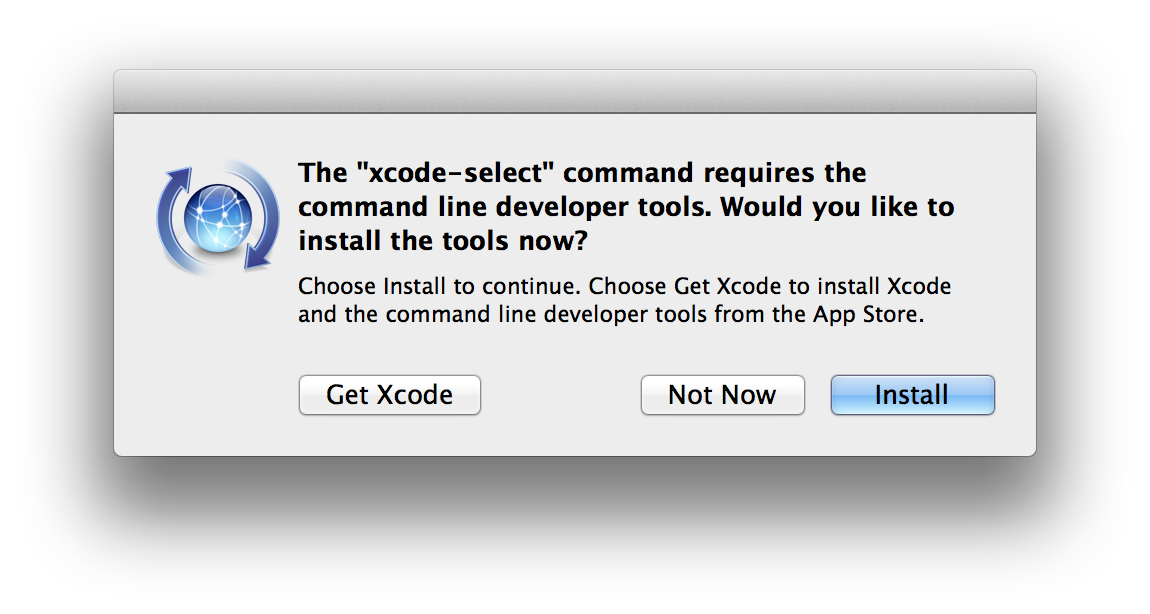 The "xcode-select" command requires the
command line developer tools. Would you like to
install the tools now?
Choose Install to continue. Choose Get Xcode to install Xcode
and the command line developer tools from the App Store.
Get Xcode
Not Now
Install